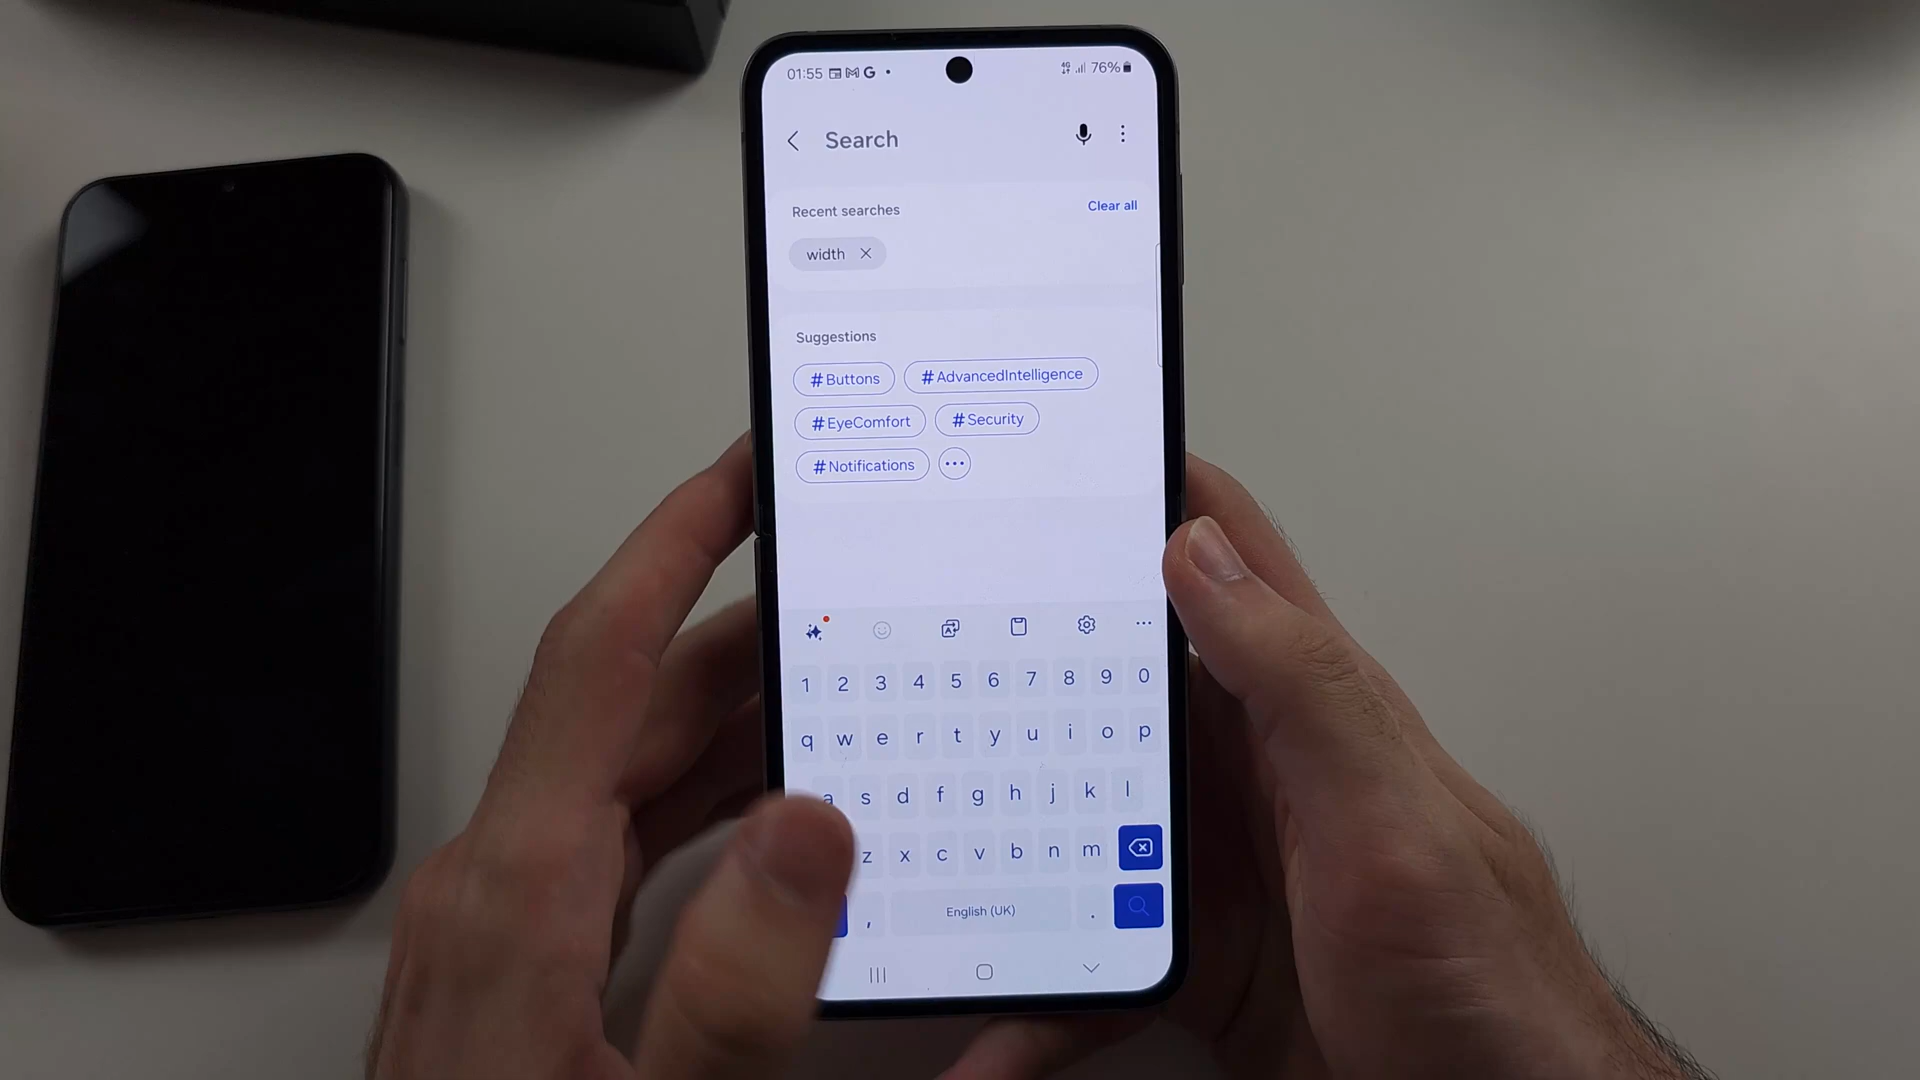 01:55 4G 76%
Search
Recent searches Clear all
width
Suggestions
#Buttons #AdvancedIntelligence
#EyeComfort #Security
#Notifications
1 2 3 4 5 6 7 8 9 0
q w e r t y u i o p
a s d f g h j k l
z x c v b n m
, English (UK) .